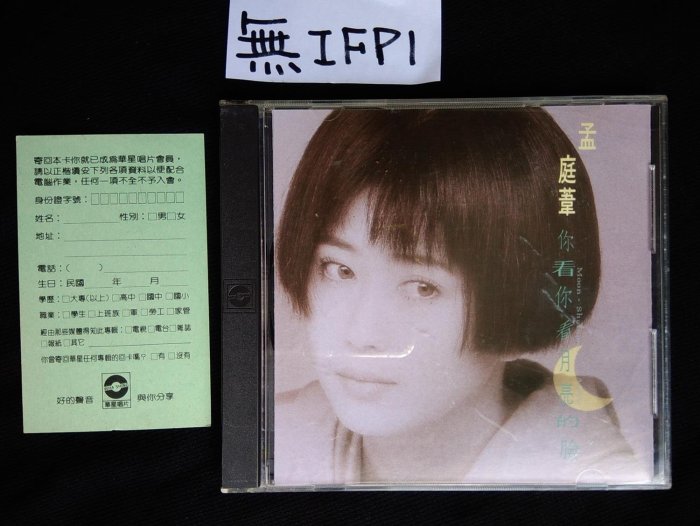 無IFPI
寄回本卡你就已成為華星唱片會員，
請以正楷續妥下列各項資料以便配合
電腦作業，任何一項不全不予入會。
身份證字號：□□□□□□□□□□
姓名：　　　性別：□男□女
地址：
電話：（　）
生日：民國　年　月
學歷：□大專(以上)□高中□國中□國小
職業：□學生□上班族□軍□勞工□家管
經由那些媒體得知此專輯：□電視□電台□雜誌
□報紙□其它
你會寄回華星任何專輯的回卡嗎？□有□沒有
好的聲音
華星唱片
與你分享
孟庭葦
你看你看月亮的臉